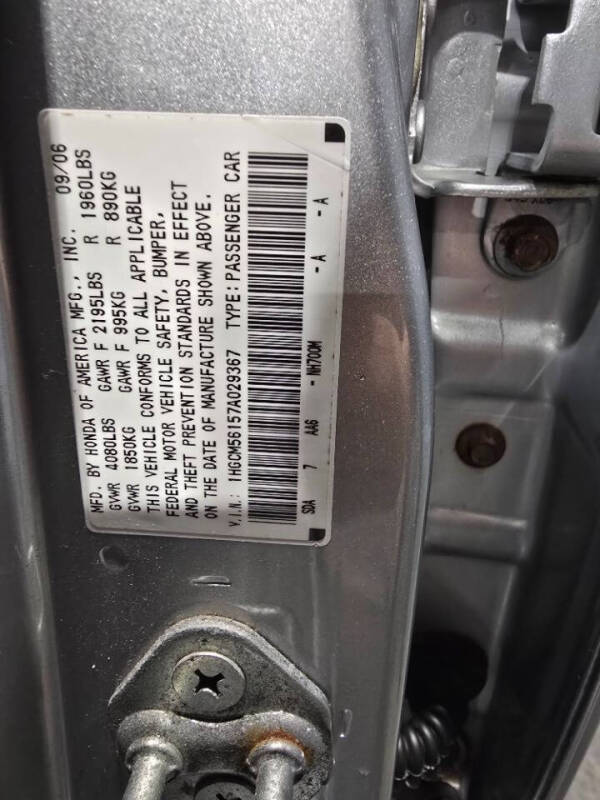 MFD. BY HONDA OF AMERICA MFG., INC. 09/06
GVWR 4080LBS GAWR F 2195LBS R 1960LBS
GVWR 1850KG GAWR F 995KG R 890KG
THIS VEHICLE CONFORMS TO ALL APPLICABLE
FEDERAL MOTOR VEHICLE SAFETY, BUMPER,
AND THEFT PREVENTION STANDARDS IN EFFECT
ON THE DATE OF MANUFACTURE SHOWN ABOVE.
V.I.N.: 1HGCM56157A029367 TYPE: PASSENGER CAR
SDA 7 AA6 - NH700M - A - A